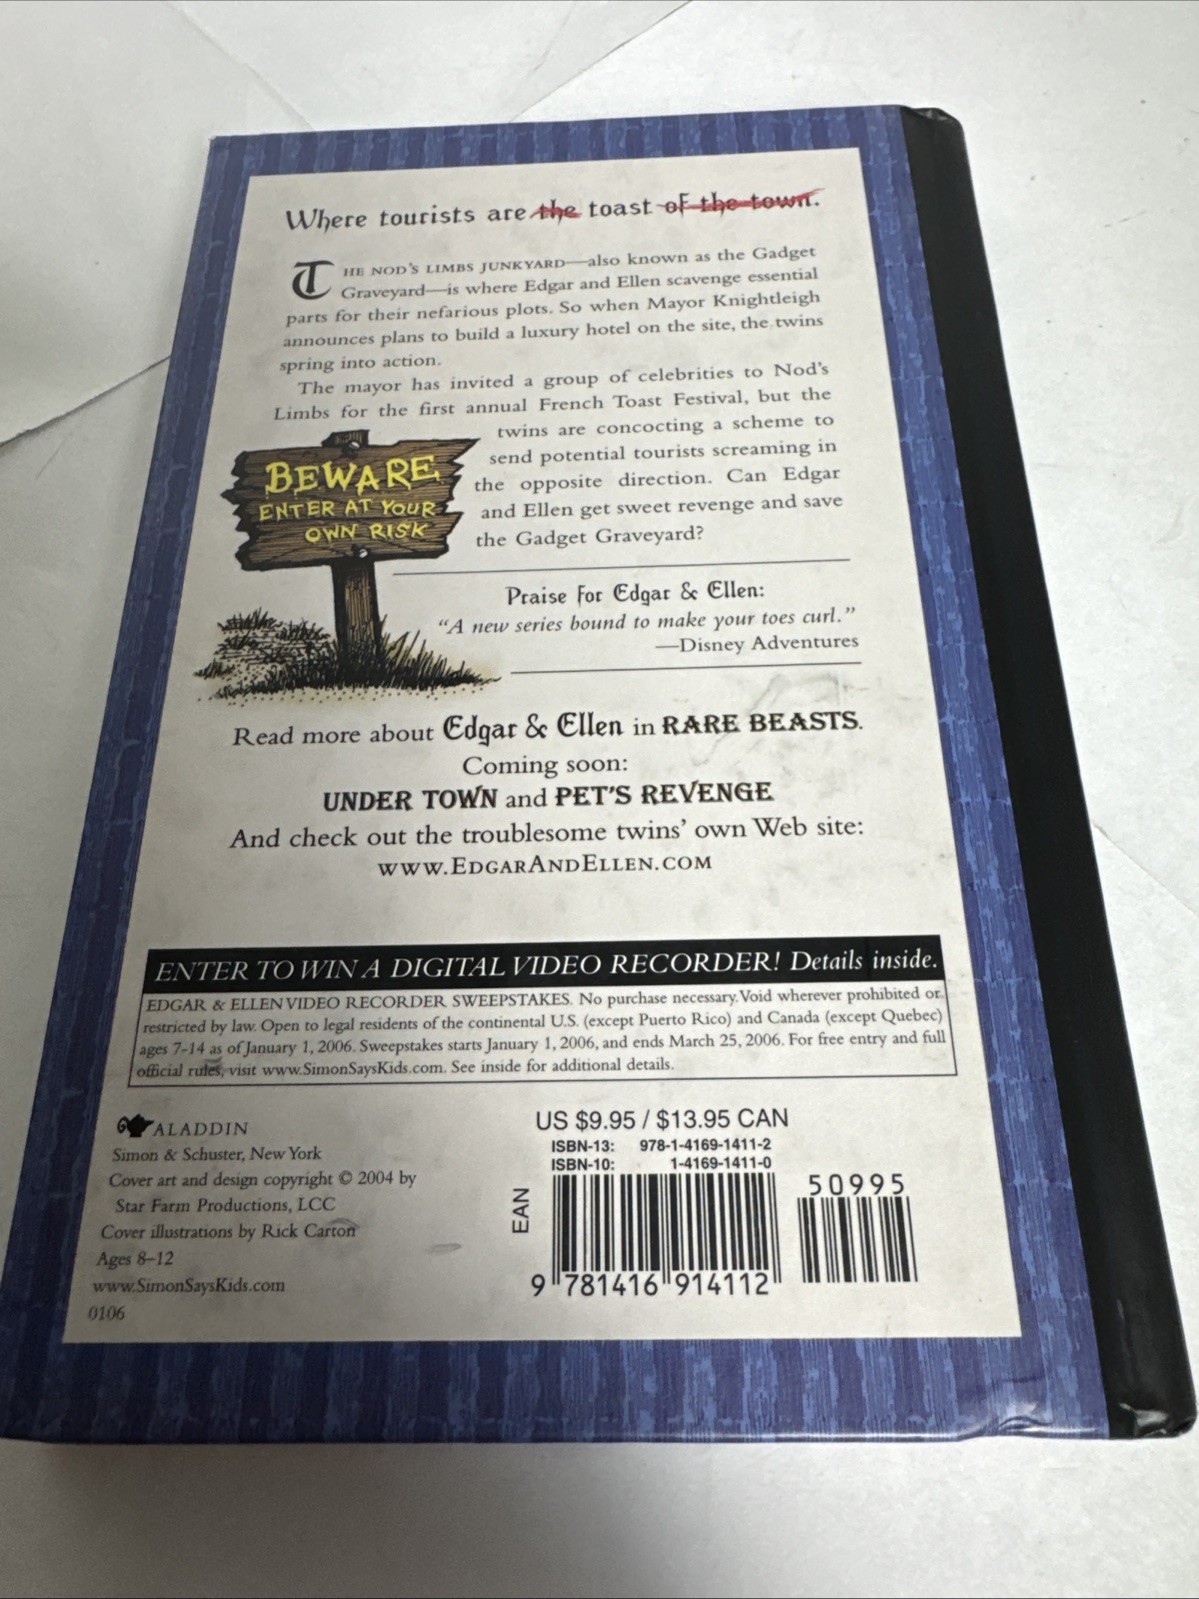 Where tourists are the toast of the town.
THE NOD'S LIMBS JUNKYARD—also known as the Gadget
Graveyard—is where Edgar and Ellen scavenge essential
parts for their nefarious plots. So when Mayor Knightleigh
announces plans to build a luxury hotel on the site, the twins
spring into action.
The mayor has invited a group of celebrities to Nod's
Limbs for the first annual French Toast Festival, but the
twins are concocting a scheme to
send potential tourists screaming in
the opposite direction. Can Edgar
and Ellen get sweet revenge and save
the Gadget Graveyard?
BEWARE
ENTER AT YOUR
OWN RISK
Praise for Edgar & Ellen:
"A new series bound to make your toes curl."
—Disney Adventures
Read more about Edgar & Ellen in RARE BEASTS.
Coming soon:
UNDER TOWN and PET'S REVENGE
And check out the troublesome twins' own Web site:
WWW.EDGARANDELLEN.COM
ENTER TO WIN A DIGITAL VIDEO RECORDER! Details inside.
EDGAR & ELLEN VIDEO RECORDER SWEEPSTAKES. No purchase necessary. Void wherever prohibited or
restricted by law. Open to legal residents of the continental U.S. (except Puerto Rico) and Canada (except Quebec)
ages 7–14 as of January 1, 2006. Sweepstakes starts January 1, 2006, and ends March 25, 2006. For free entry and full
official rules, visit www.SimonSaysKids.com. See inside for additional details.
ALADDIN
Simon & Schuster, New York
Cover art and design copyright © 2004 by
Star Farm Productions, LCC
Cover illustrations by Rick Carton
Ages 8–12
www.SimonSaysKids.com
0106
US $9.95 / $13.95 CAN
ISBN-13: 978-1-4169-1411-2
ISBN-10: 1-4169-1411-0
50995
EAN
9 781416 914112